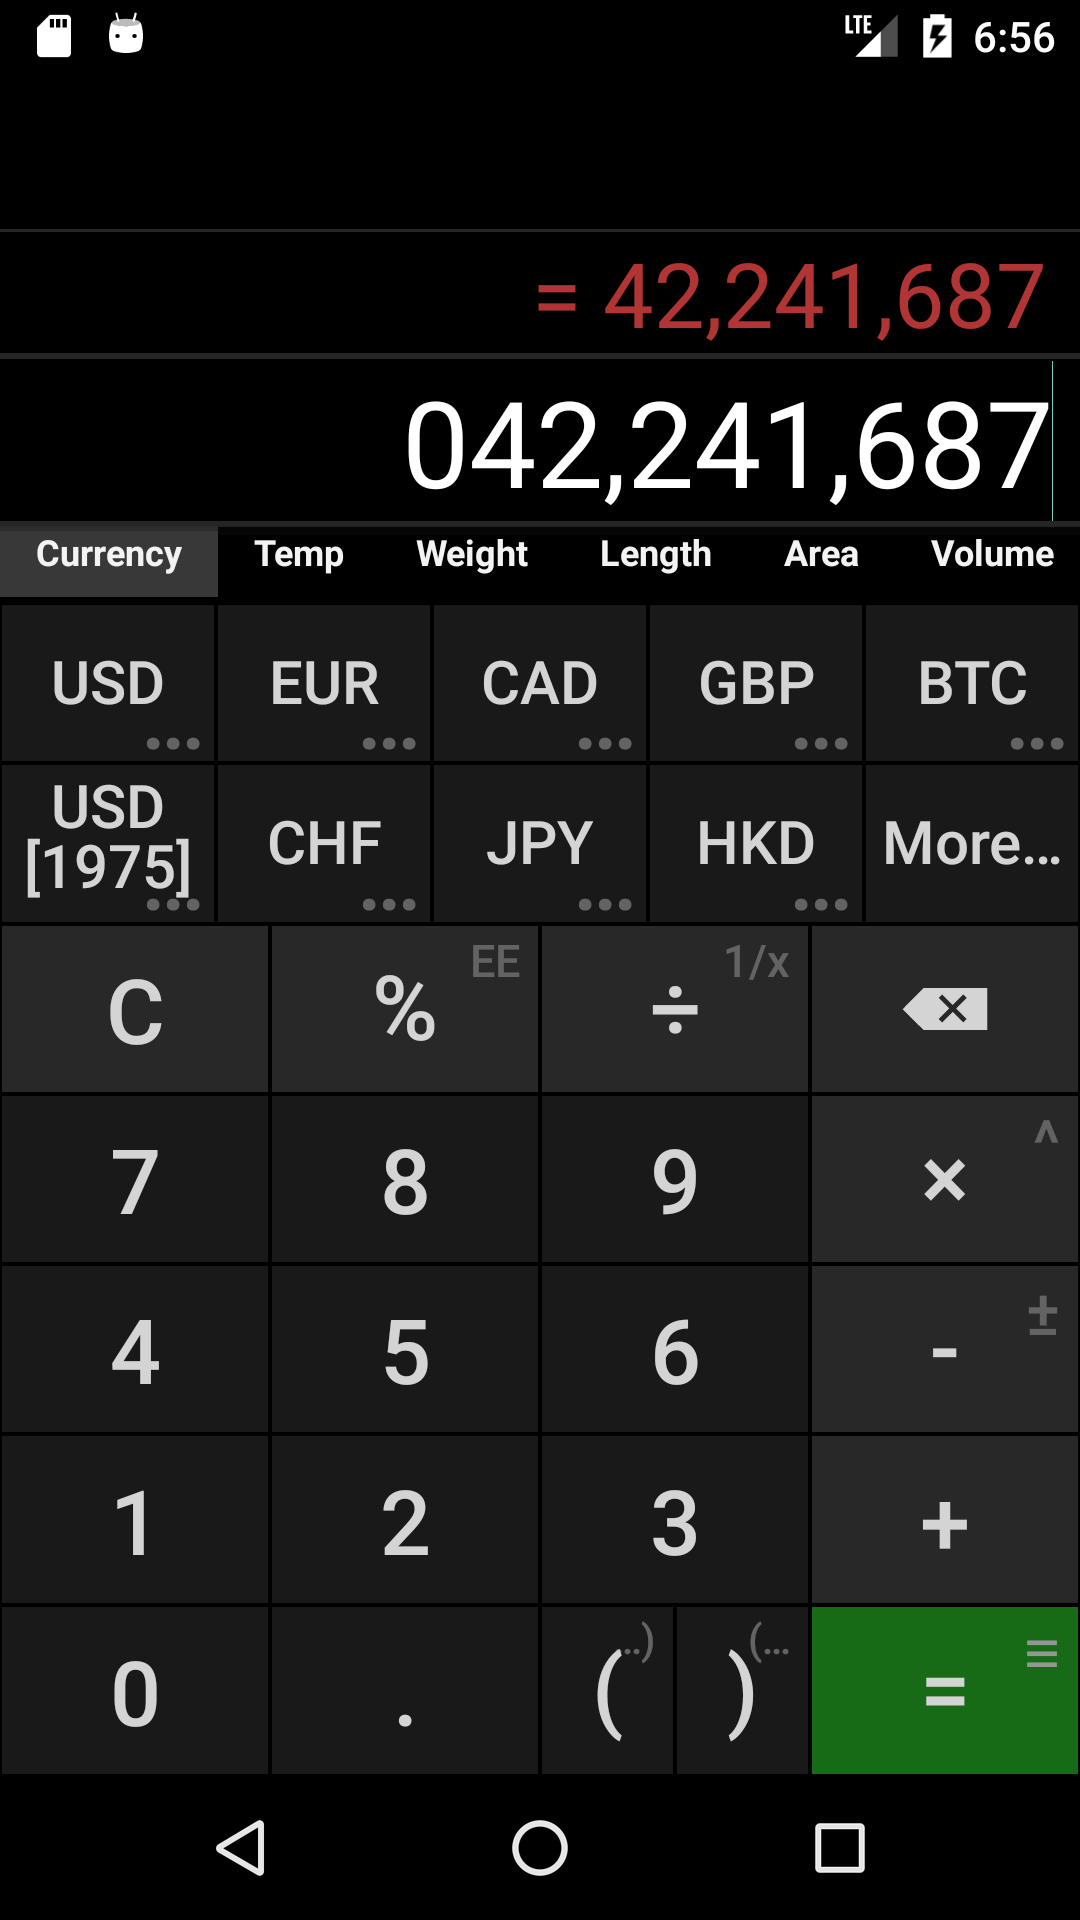 LTE 6:56
= 42,241,687
042,241,687
Currency Temp Weight Length Area Volume
USD EUR CAD GBP BTC
USD [1975] CHF JPY HKD More...
C % EE ÷ 1/x
7 8 9 × ^
4 5 6 - ±
1 2 3 +
0 . ( ..) ) (... =